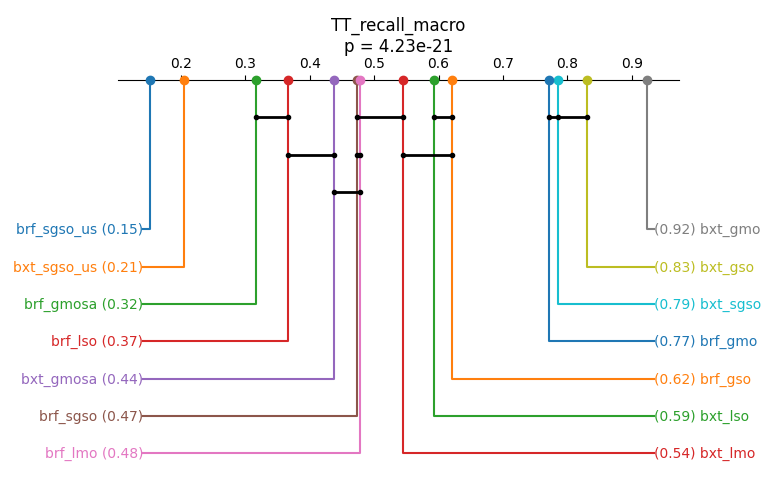 TT_recall_macro
p = 4.23e-21
0.2 0.3 0.4 0.5 0.6 0.7 0.8 0.9
brf_sgso_us (0.15) (0.92) bxt_gmo
bxt_sgso_us (0.21) (0.83) bxt_gso
brf_gmosa (0.32) (0.79) bxt_sgso
brf_lso (0.37) (0.77) brf_gmo
bxt_gmosa (0.44) (0.62) brf_gso
brf_sgso (0.47) (0.59) bxt_lso
brf_lmo (0.48) (0.54) bxt_lmo